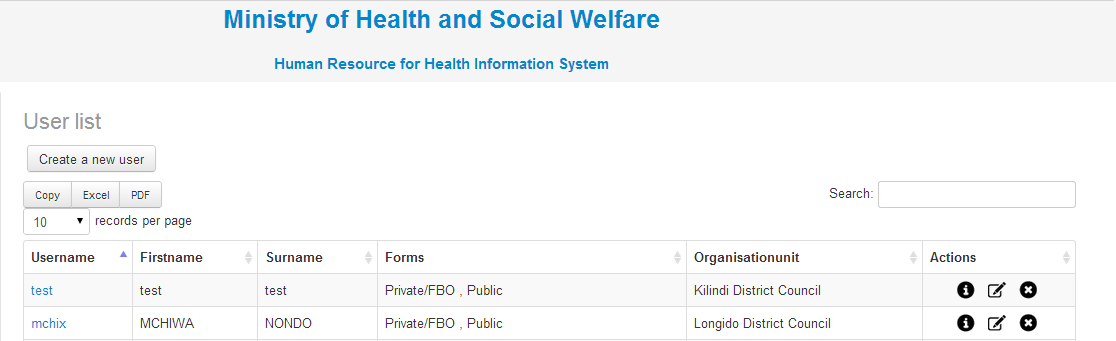 Ministry of Health and Social Welfare
Human Resource for Health Information System
User list
Create a new user
Copy Excel PDF
Search:
10 records per page
Username Firstname Surname Forms Organisationunit Actions
test test test Private/FBO , Public Kilindi District Council
mchix MCHIWA NONDO Private/FBO , Public Longido District Council